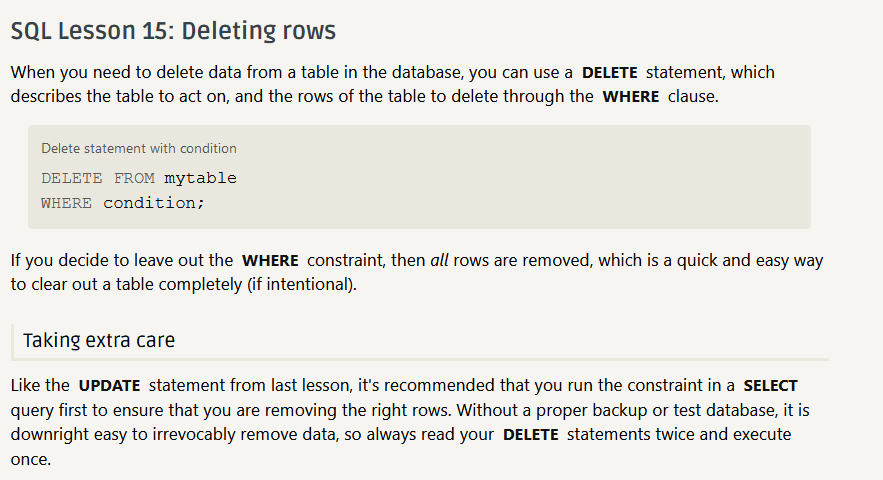 SQL Lesson 15: Deleting rows
When you need to delete data from a table in the database, you can use a DELETE statement, which
describes the table to act on, and the rows of the table to delete through the WHERE clause.
Delete statement with condition
DELETE FROM mytable
WHERE condition;
If you decide to leave out the WHERE constraint, then all rows are removed, which is a quick and easy way
to clear out a table completely (if intentional).
Taking extra care
Like the UPDATE statement from last lesson, it's recommended that you run the constraint in a SELECT
query first to ensure that you are removing the right rows. Without a proper backup or test database, it is
downright easy to irrevocably remove data, so always read your DELETE statements twice and execute
once.